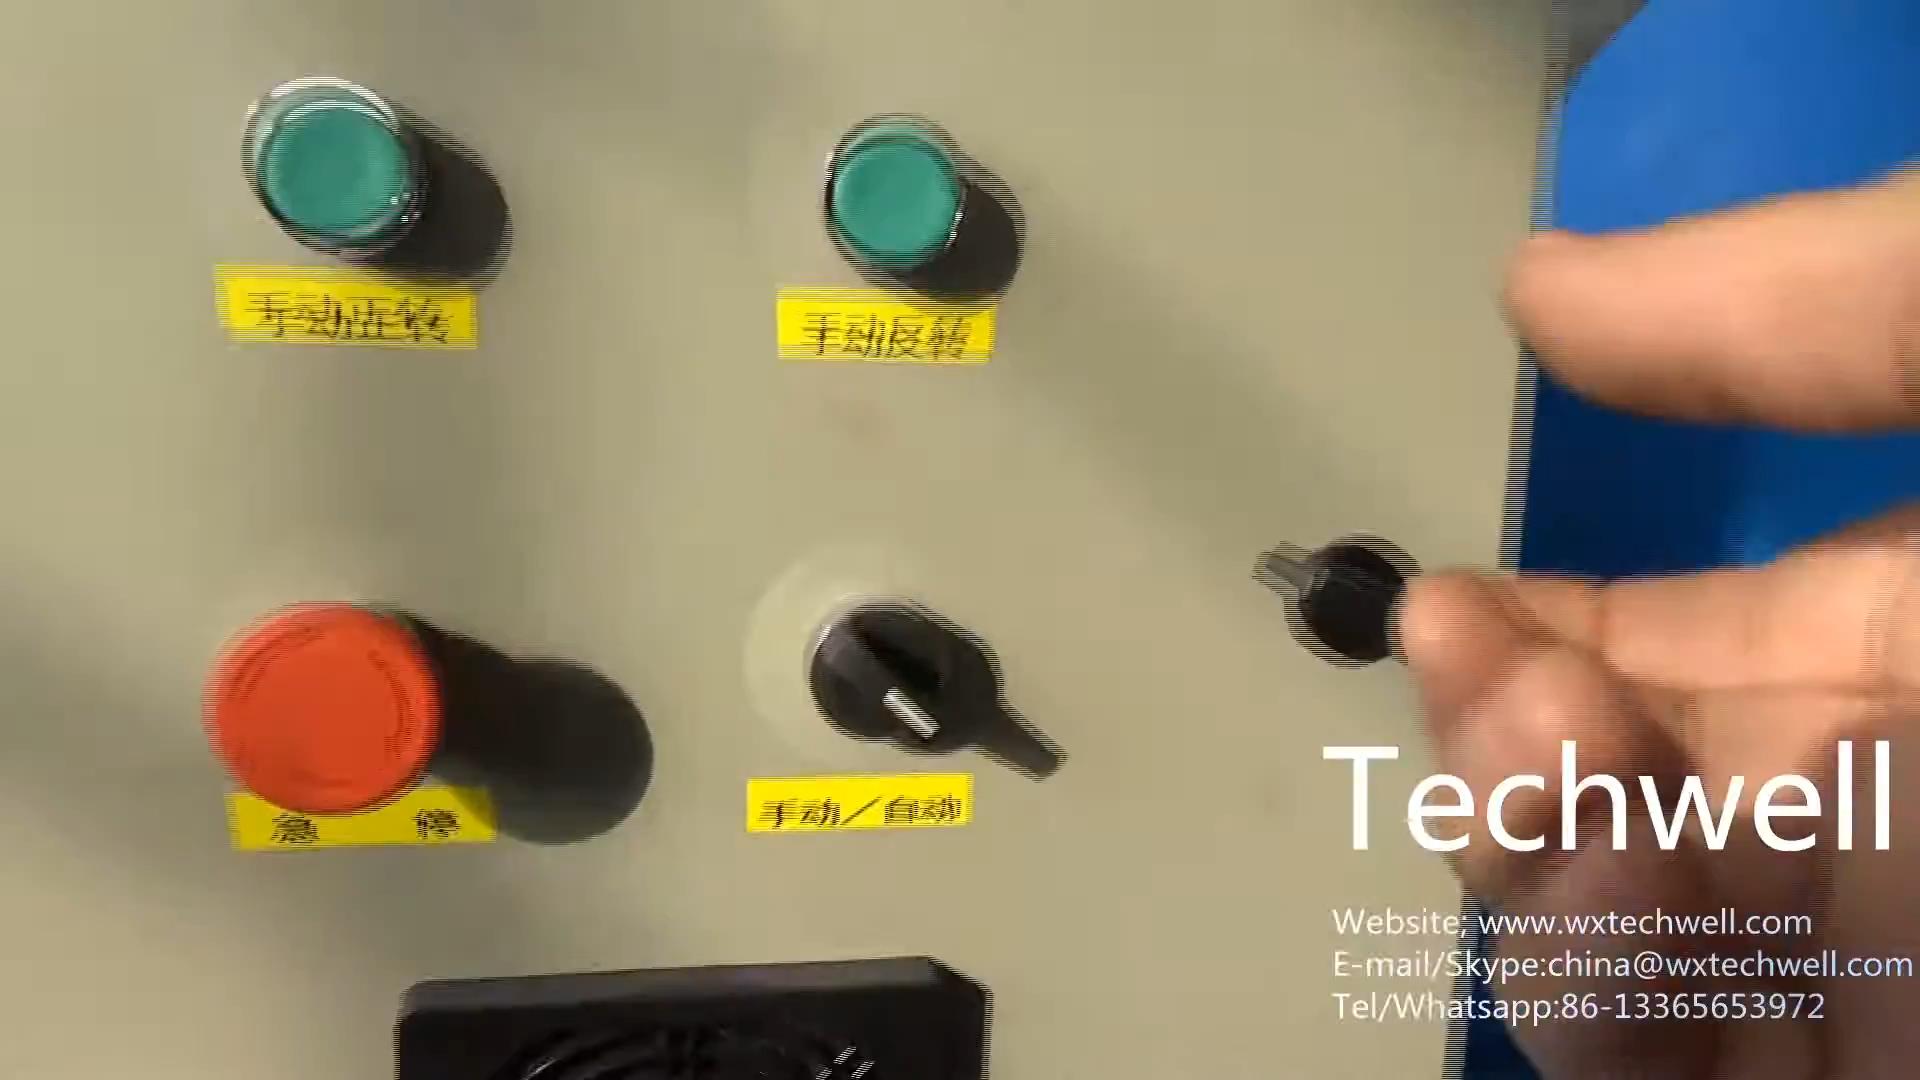 手动正转
手动反转
急 停
手动／自动
Techwell
Website; www.wxtechwell.com
E-mail/Skype:china@wxtechwell.com
Tel/Whatsapp:86-13365653972